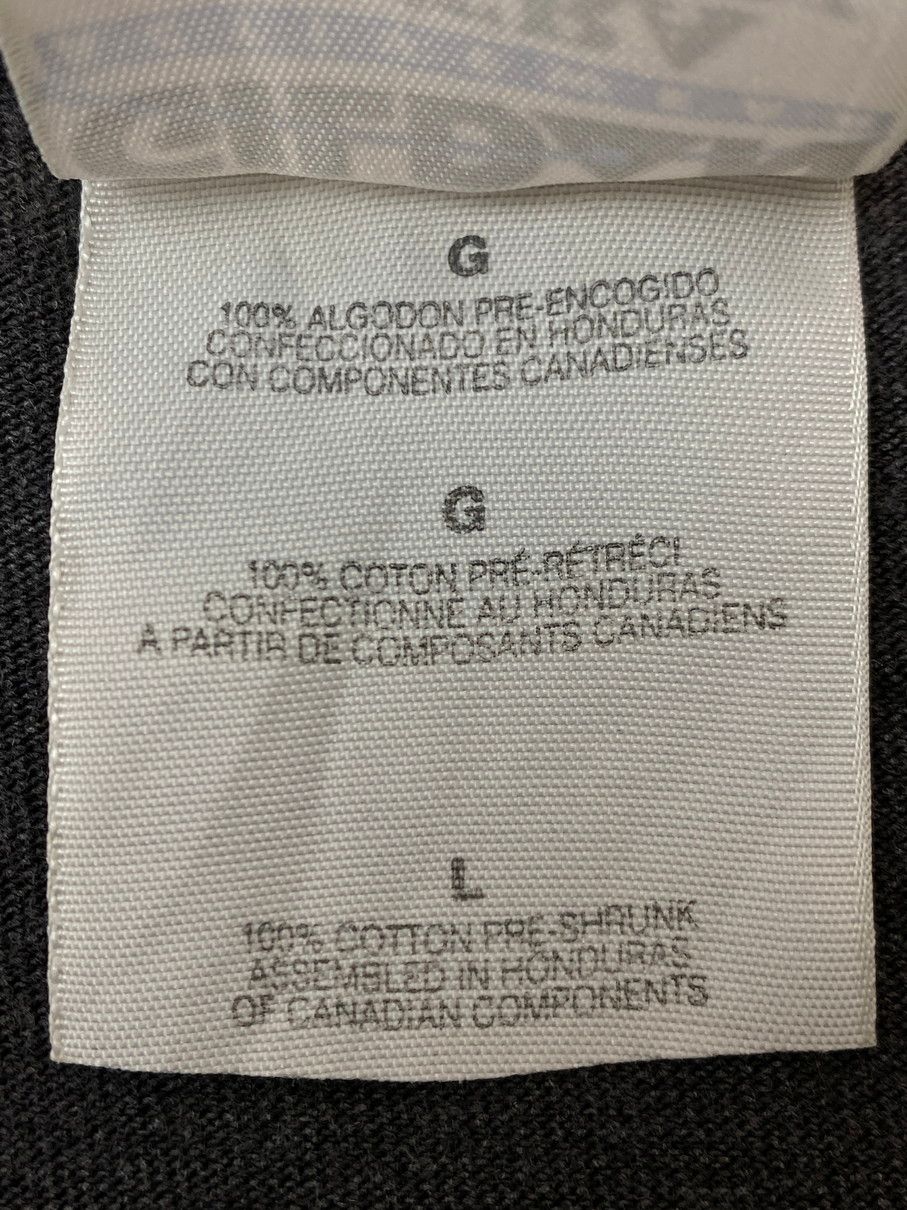 G
100% ALGODON PRE-ENCOGIDO
CONFECCIONADO EN HONDURAS
CON COMPONENTES CANADIENSES
G
100% COTON PRÉ-RÉTRÉCI
CONFECTIONNE AU HONDURAS
A PARTIR DE COMPOSANTS CANADIENS
L
100% COTTON PRE-SHRUNK
ASSEMBLED IN HONDURAS
OF CANADIAN COMPONENTS